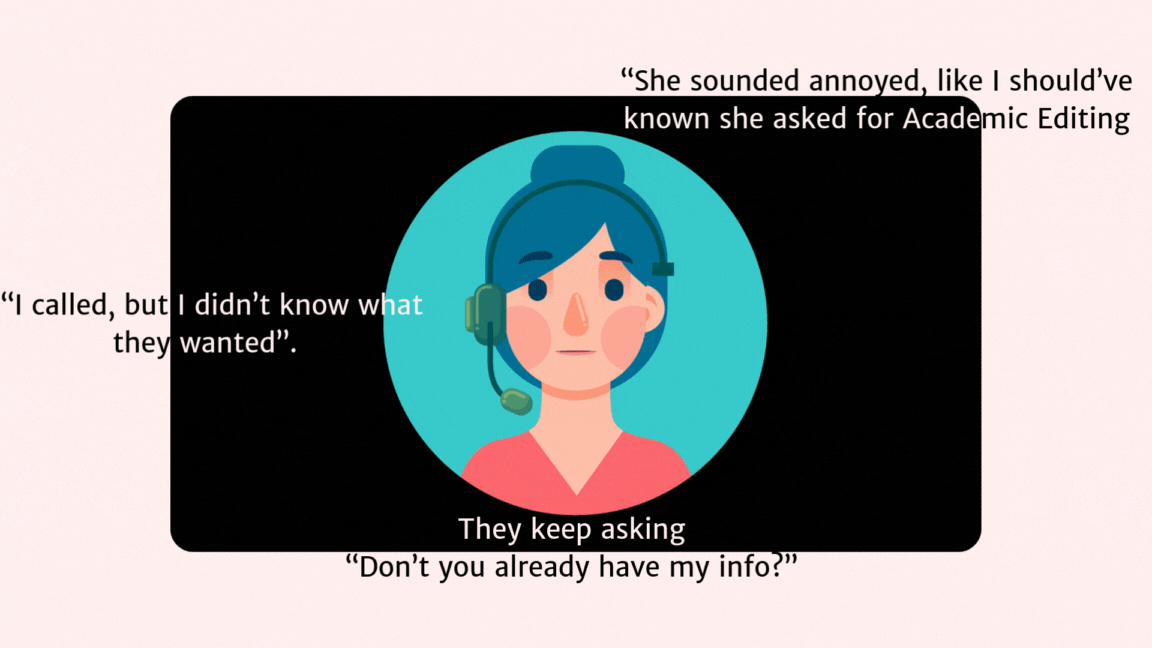 “She sounded annoyed, like I should’ve
known she asked for Academic Editing
“I called, but I didn’t know what
they wanted”.
They keep asking
“Don’t you already have my info?”